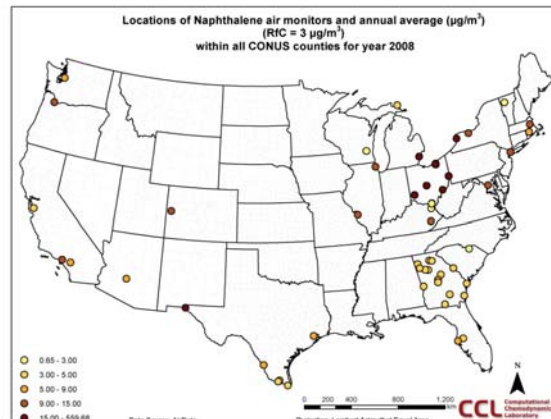 Locations of Naphthalene air monitors and annual average (µg/m³)
(RfC = 3 µg/m³)
within all CONUS counties for year 2008
0.65 - 3.00
3.00 - 5.00
5.00 - 9.00
9.00 - 15.00
15.00 - 559.68
N
0 200 400 800 1,200
km
CCL Computational
Chemodynamics
Laboratory